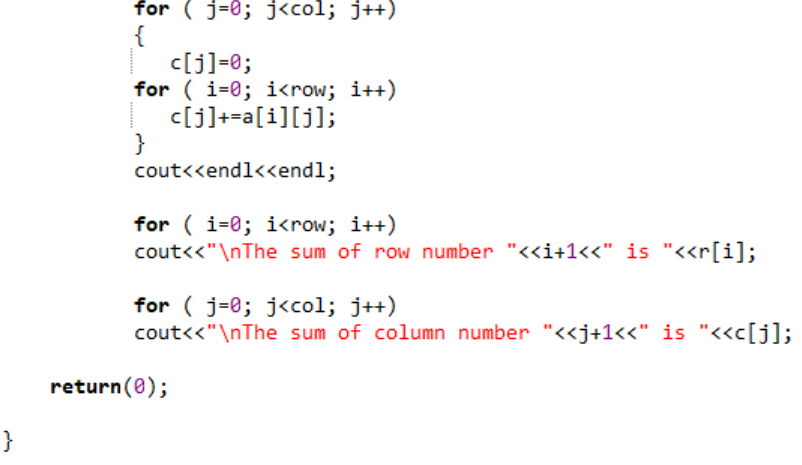 for ( j=0; j<col; j++)
{
c[j]=0;
for ( i=0; i<row; i++)
c[j]+=a[i][j];
}
cout<<endl<<endl;
for ( i=0; i<row; i++)
cout<<"\nThe sum of row number "<<i+1<<" is "<<r[i];
for ( j=0; j<col; j++)
cout<<"\nThe sum of column number "<<j+1<<" is "<<c[j];
return(0);
}